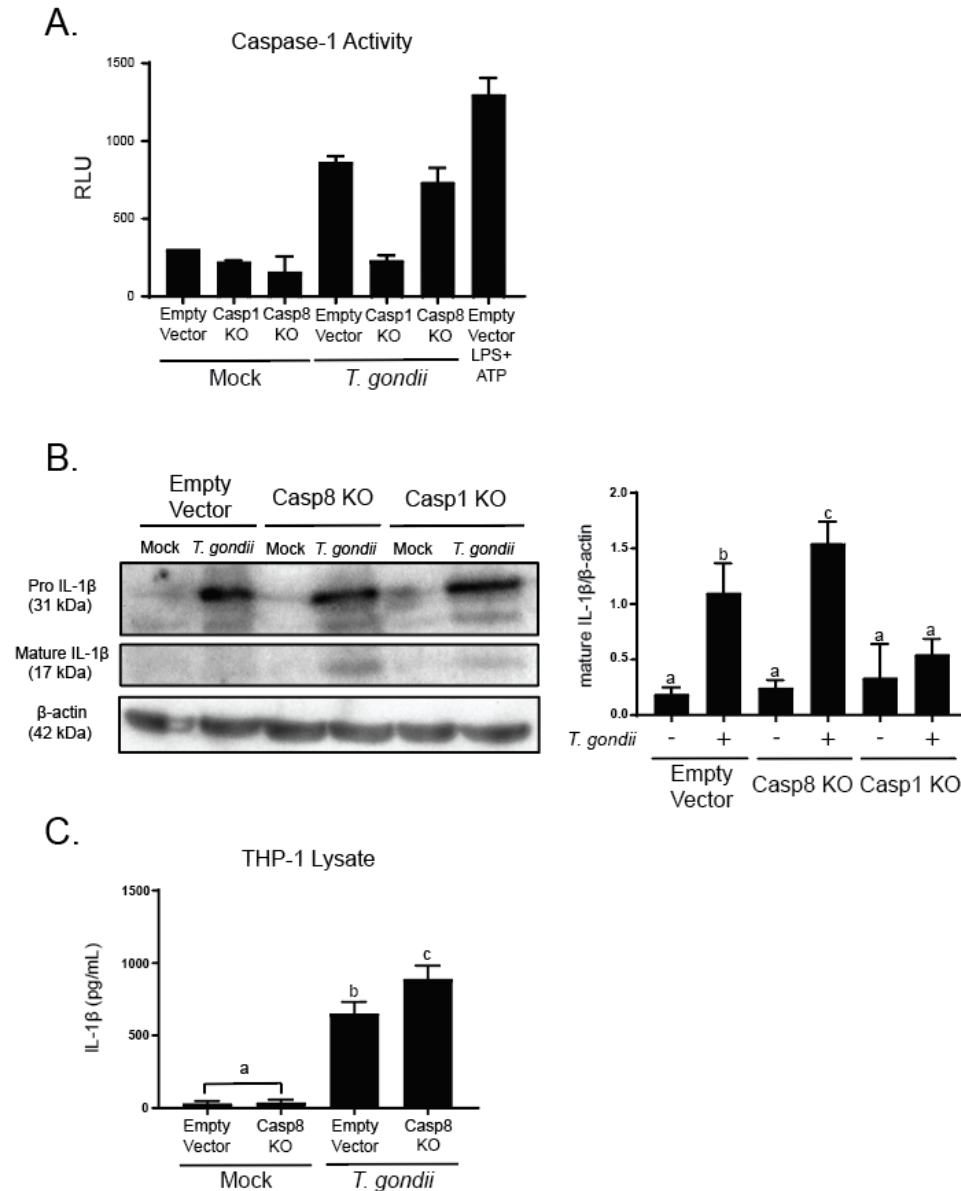 A.
Caspase-1 Activity
1500
1000
500
0
RLU
Empty Vector
Casp1 KO
Casp8 KO
Empty Vector
Casp1 KO
Casp8 KO
Empty Vector LPS+ ATP
Mock
T. gondii
B.
Empty Vector
Casp8 KO
Casp1 KO
Mock
T. gondii
Mock
T. gondii
Mock
T. gondii
Pro IL-1β
(31 kDa)
Mature IL-1β
(17 kDa)
β-actin
(42 kDa)
2.0
1.5
1.0
0.5
0.0
mature IL-1β/β-actin
a
b
a
c
a
a
T. gondii - + - + - +
Empty Vector
Casp8 KO
Casp1 KO
C.
THP-1 Lysate
1500
1000
500
0
IL-1β (pg/mL)
a
b
c
Empty Vector
Casp8 KO
Empty Vector
Casp8 KO
Mock
T. gondii